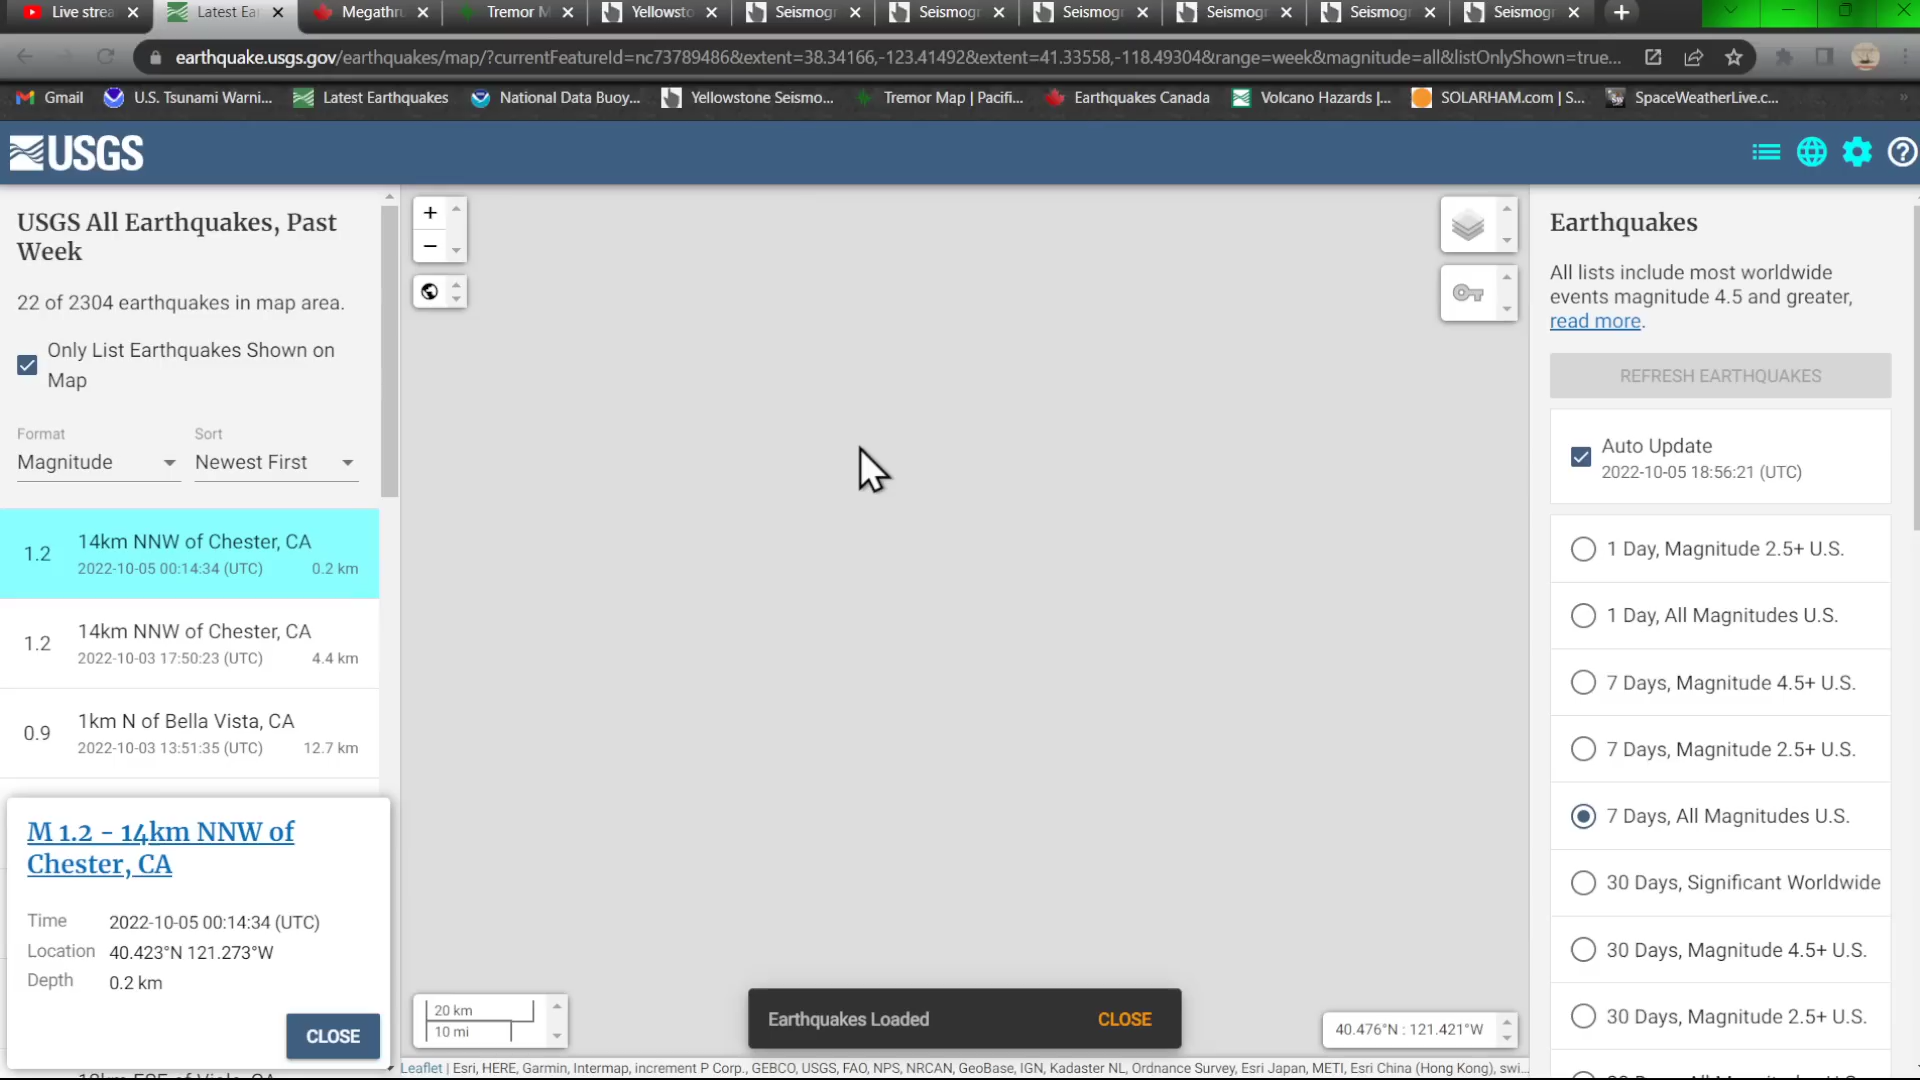 Live strea
Latest Ea
Megathru
Tremor M
Yellowsto
Seismogr
Seismogr
Seismogr
Seismogr
Seismogr
Seismogr
earthquake.usgs.gov/earthquakes/map/?currentFeatureId=nc73789486&extent=38.34166,-123.41492&extent=41.33558,-118.49304&range=week&magnitude=all&listOnlyShown=true...
Gmail
U.S. Tsunami Warni...
Latest Earthquakes
National Data Buoy...
Yellowstone Seismo...
Tremor Map | Pacifi...
Earthquakes Canada
Volcano Hazards |...
SOLARHAM.com | S...
SpaceWeatherLive.c...
USGS
USGS All Earthquakes, Past
Week
22 of 2304 earthquakes in map area.
Only List Earthquakes Shown on
Map
Format
Sort
Magnitude
Newest First
1.2
14km NNW of Chester, CA
2022-10-05 00:14:34 (UTC)
0.2 km
1.2
14km NNW of Chester, CA
2022-10-03 17:50:23 (UTC)
4.4 km
0.9
1km N of Bella Vista, CA
2022-10-03 13:51:35 (UTC)
12.7 km
M 1.2 - 14km NNW of
Chester, CA
Time
2022-10-05 00:14:34 (UTC)
Location
40.423°N 121.273°W
Depth
0.2 km
CLOSE
+
−
20 km
10 mi
Earthquakes Loaded
CLOSE
40.476°N : 121.421°W
Leaflet | Esri, HERE, Garmin, Intermap, increment P Corp., GEBCO, USGS, FAO, NPS, NRCAN, GeoBase, IGN, Kadaster NL, Ordnance Survey, Esri Japan, METI, Esri China (Hong Kong), swi...
Earthquakes
All lists include most worldwide
events magnitude 4.5 and greater,
read more.
REFRESH EARTHQUAKES
Auto Update
2022-10-05 18:56:21 (UTC)
1 Day, Magnitude 2.5+ U.S.
1 Day, All Magnitudes U.S.
7 Days, Magnitude 4.5+ U.S.
7 Days, Magnitude 2.5+ U.S.
7 Days, All Magnitudes U.S.
30 Days, Significant Worldwide
30 Days, Magnitude 4.5+ U.S.
30 Days, Magnitude 2.5+ U.S.